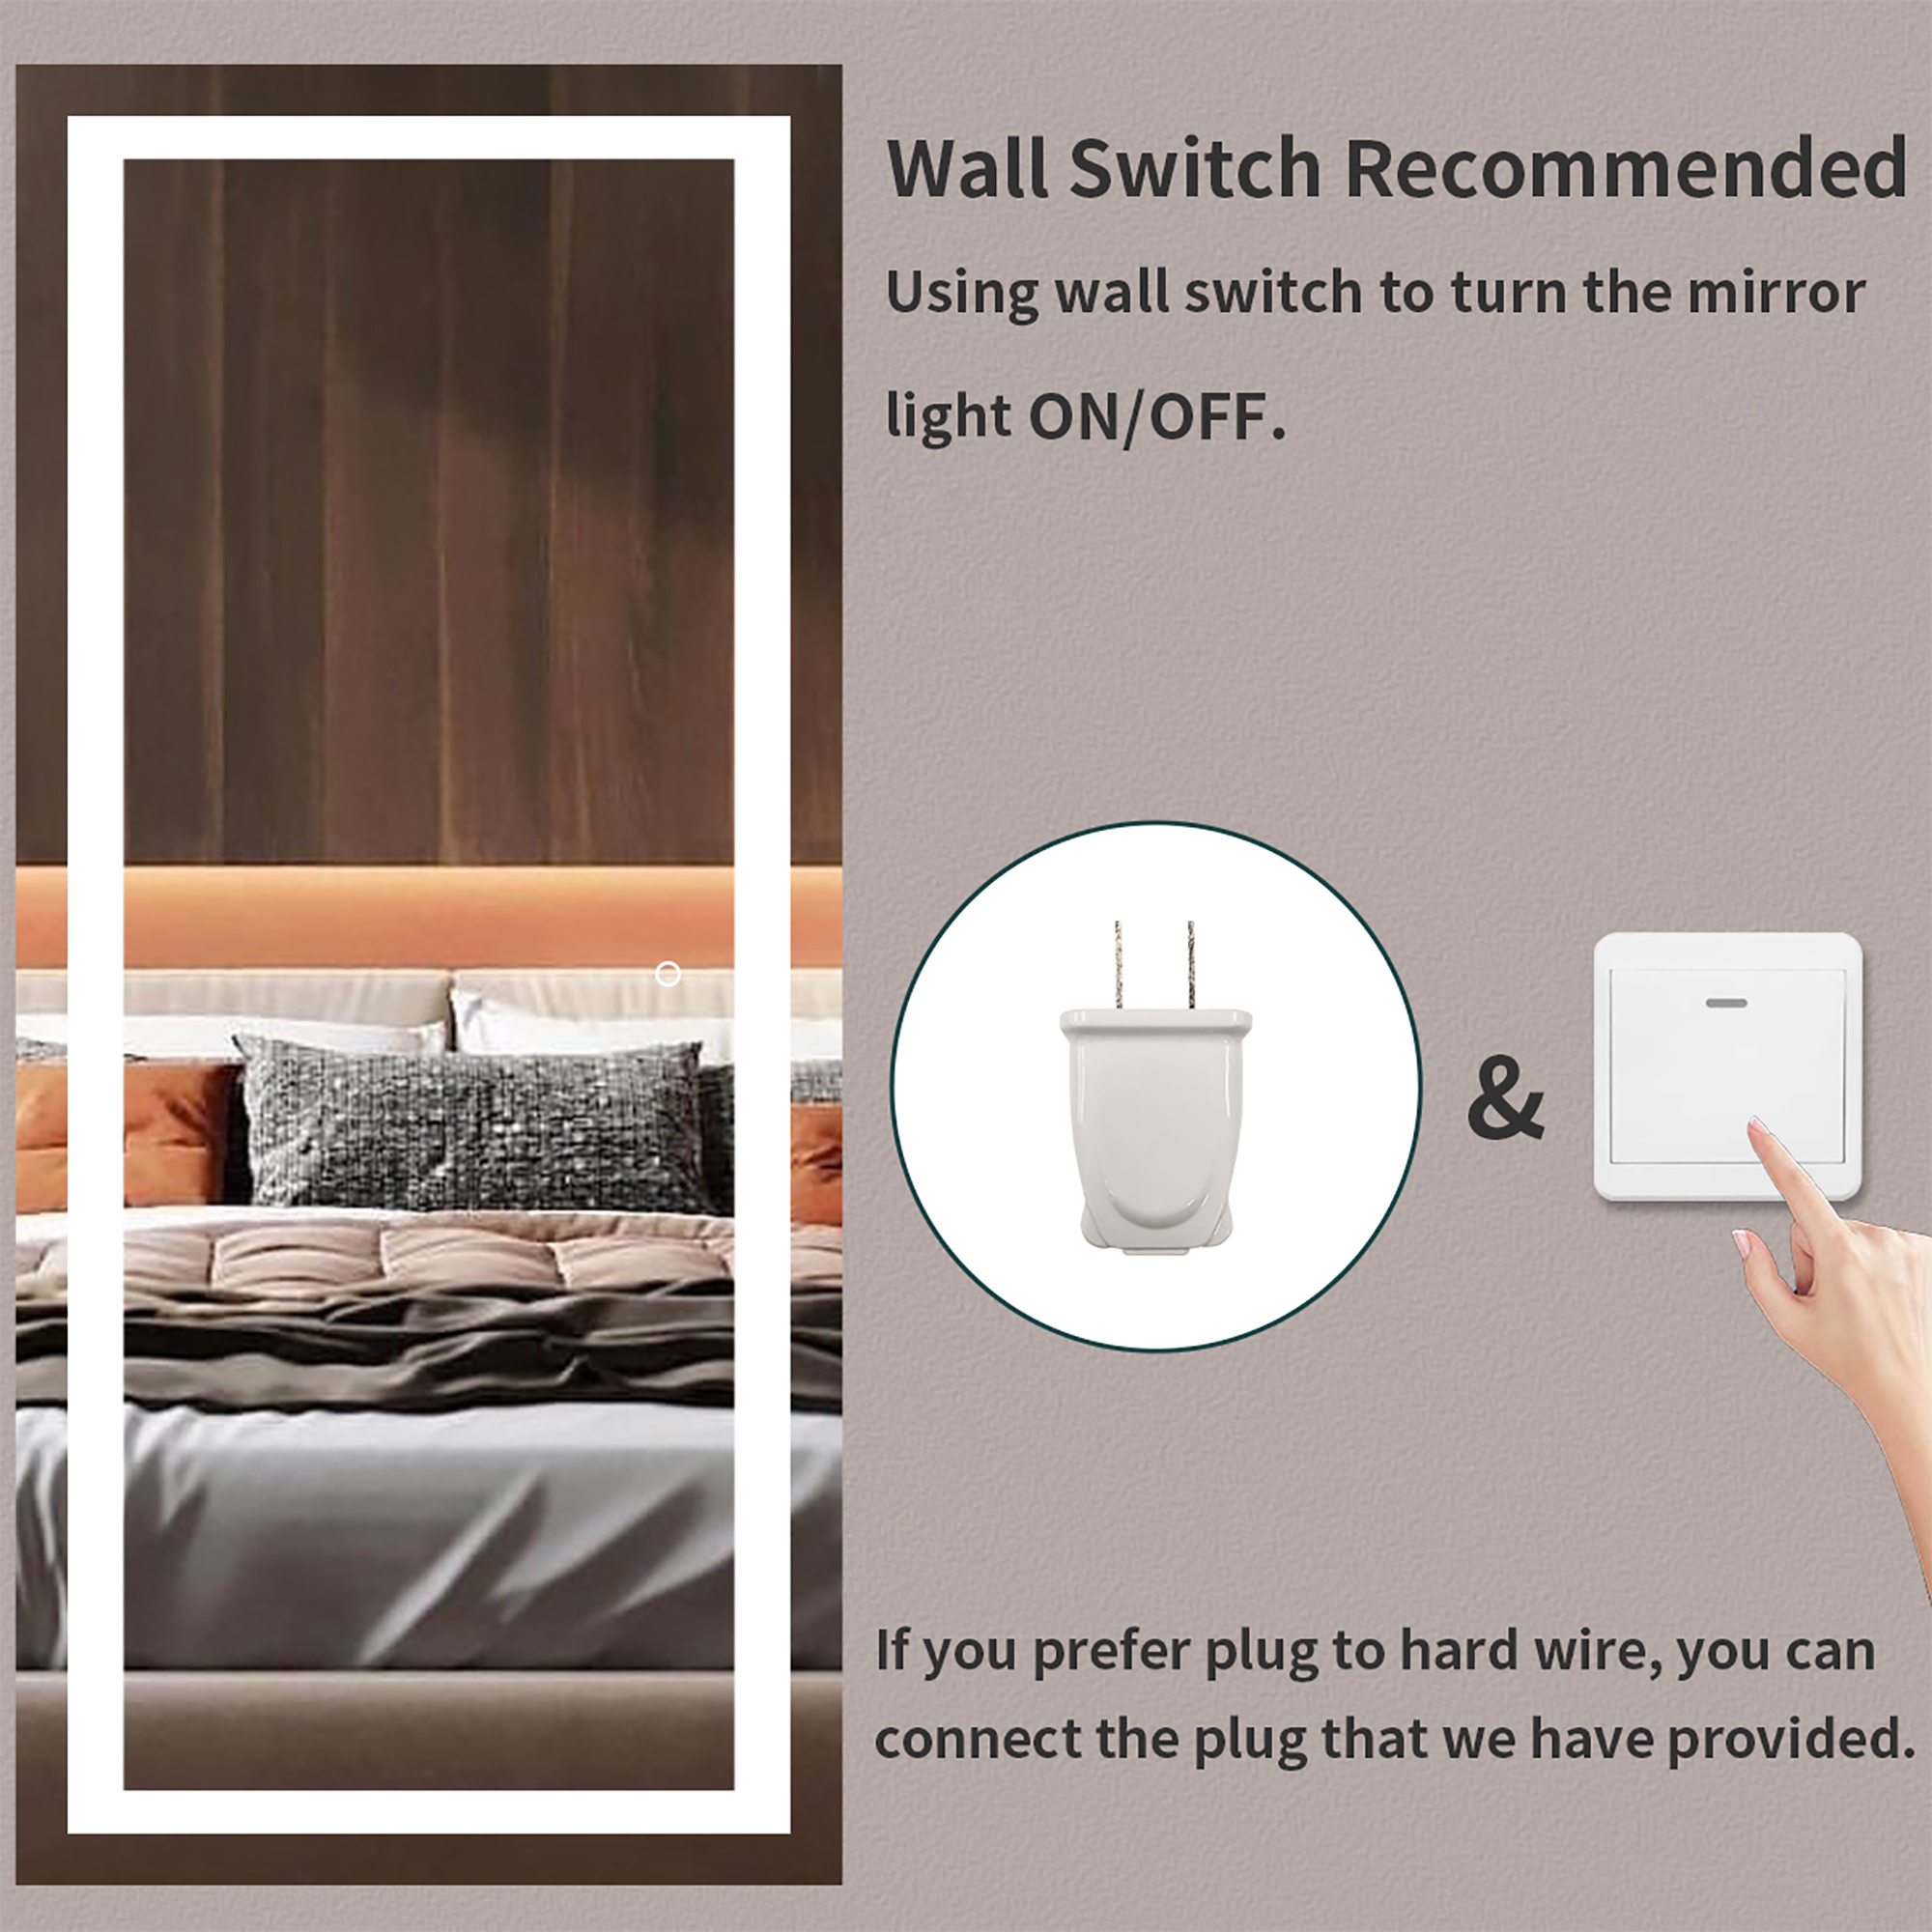 Wall Switch Recommended
Using wall switch to turn the mirror
light ON/OFF.
&
If you prefer plug to hard wire, you can
connect the plug that we have provided.